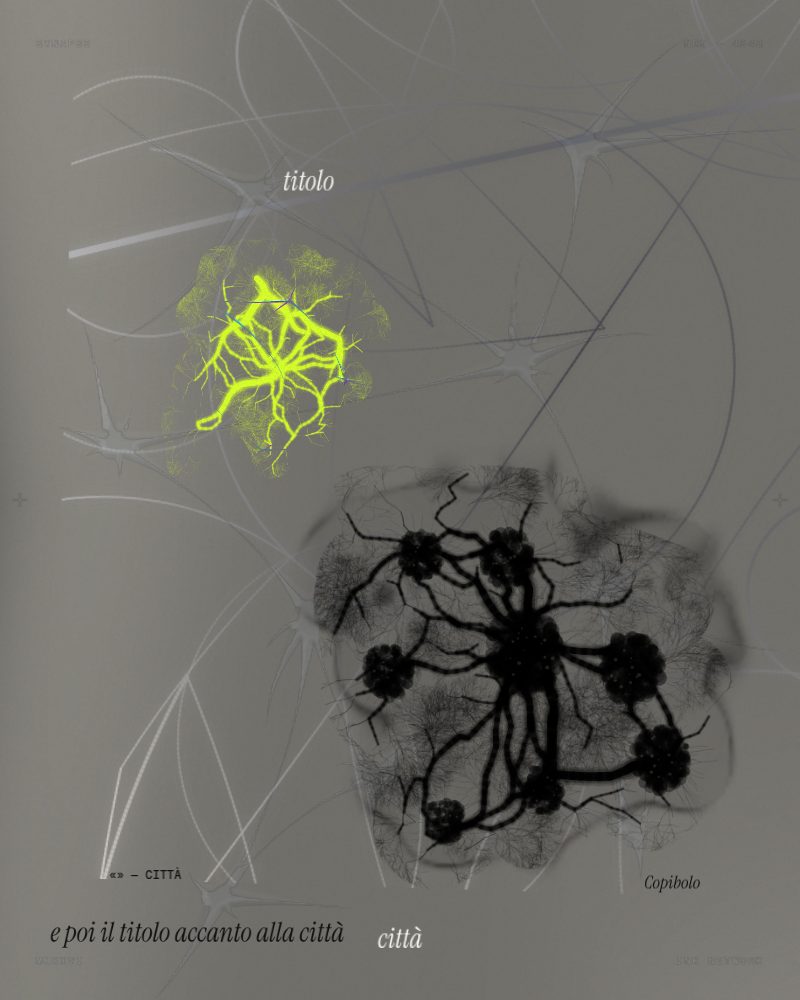 titolo
«» — CITTÀ
Copibolo
e poi il titolo accanto alla città
città